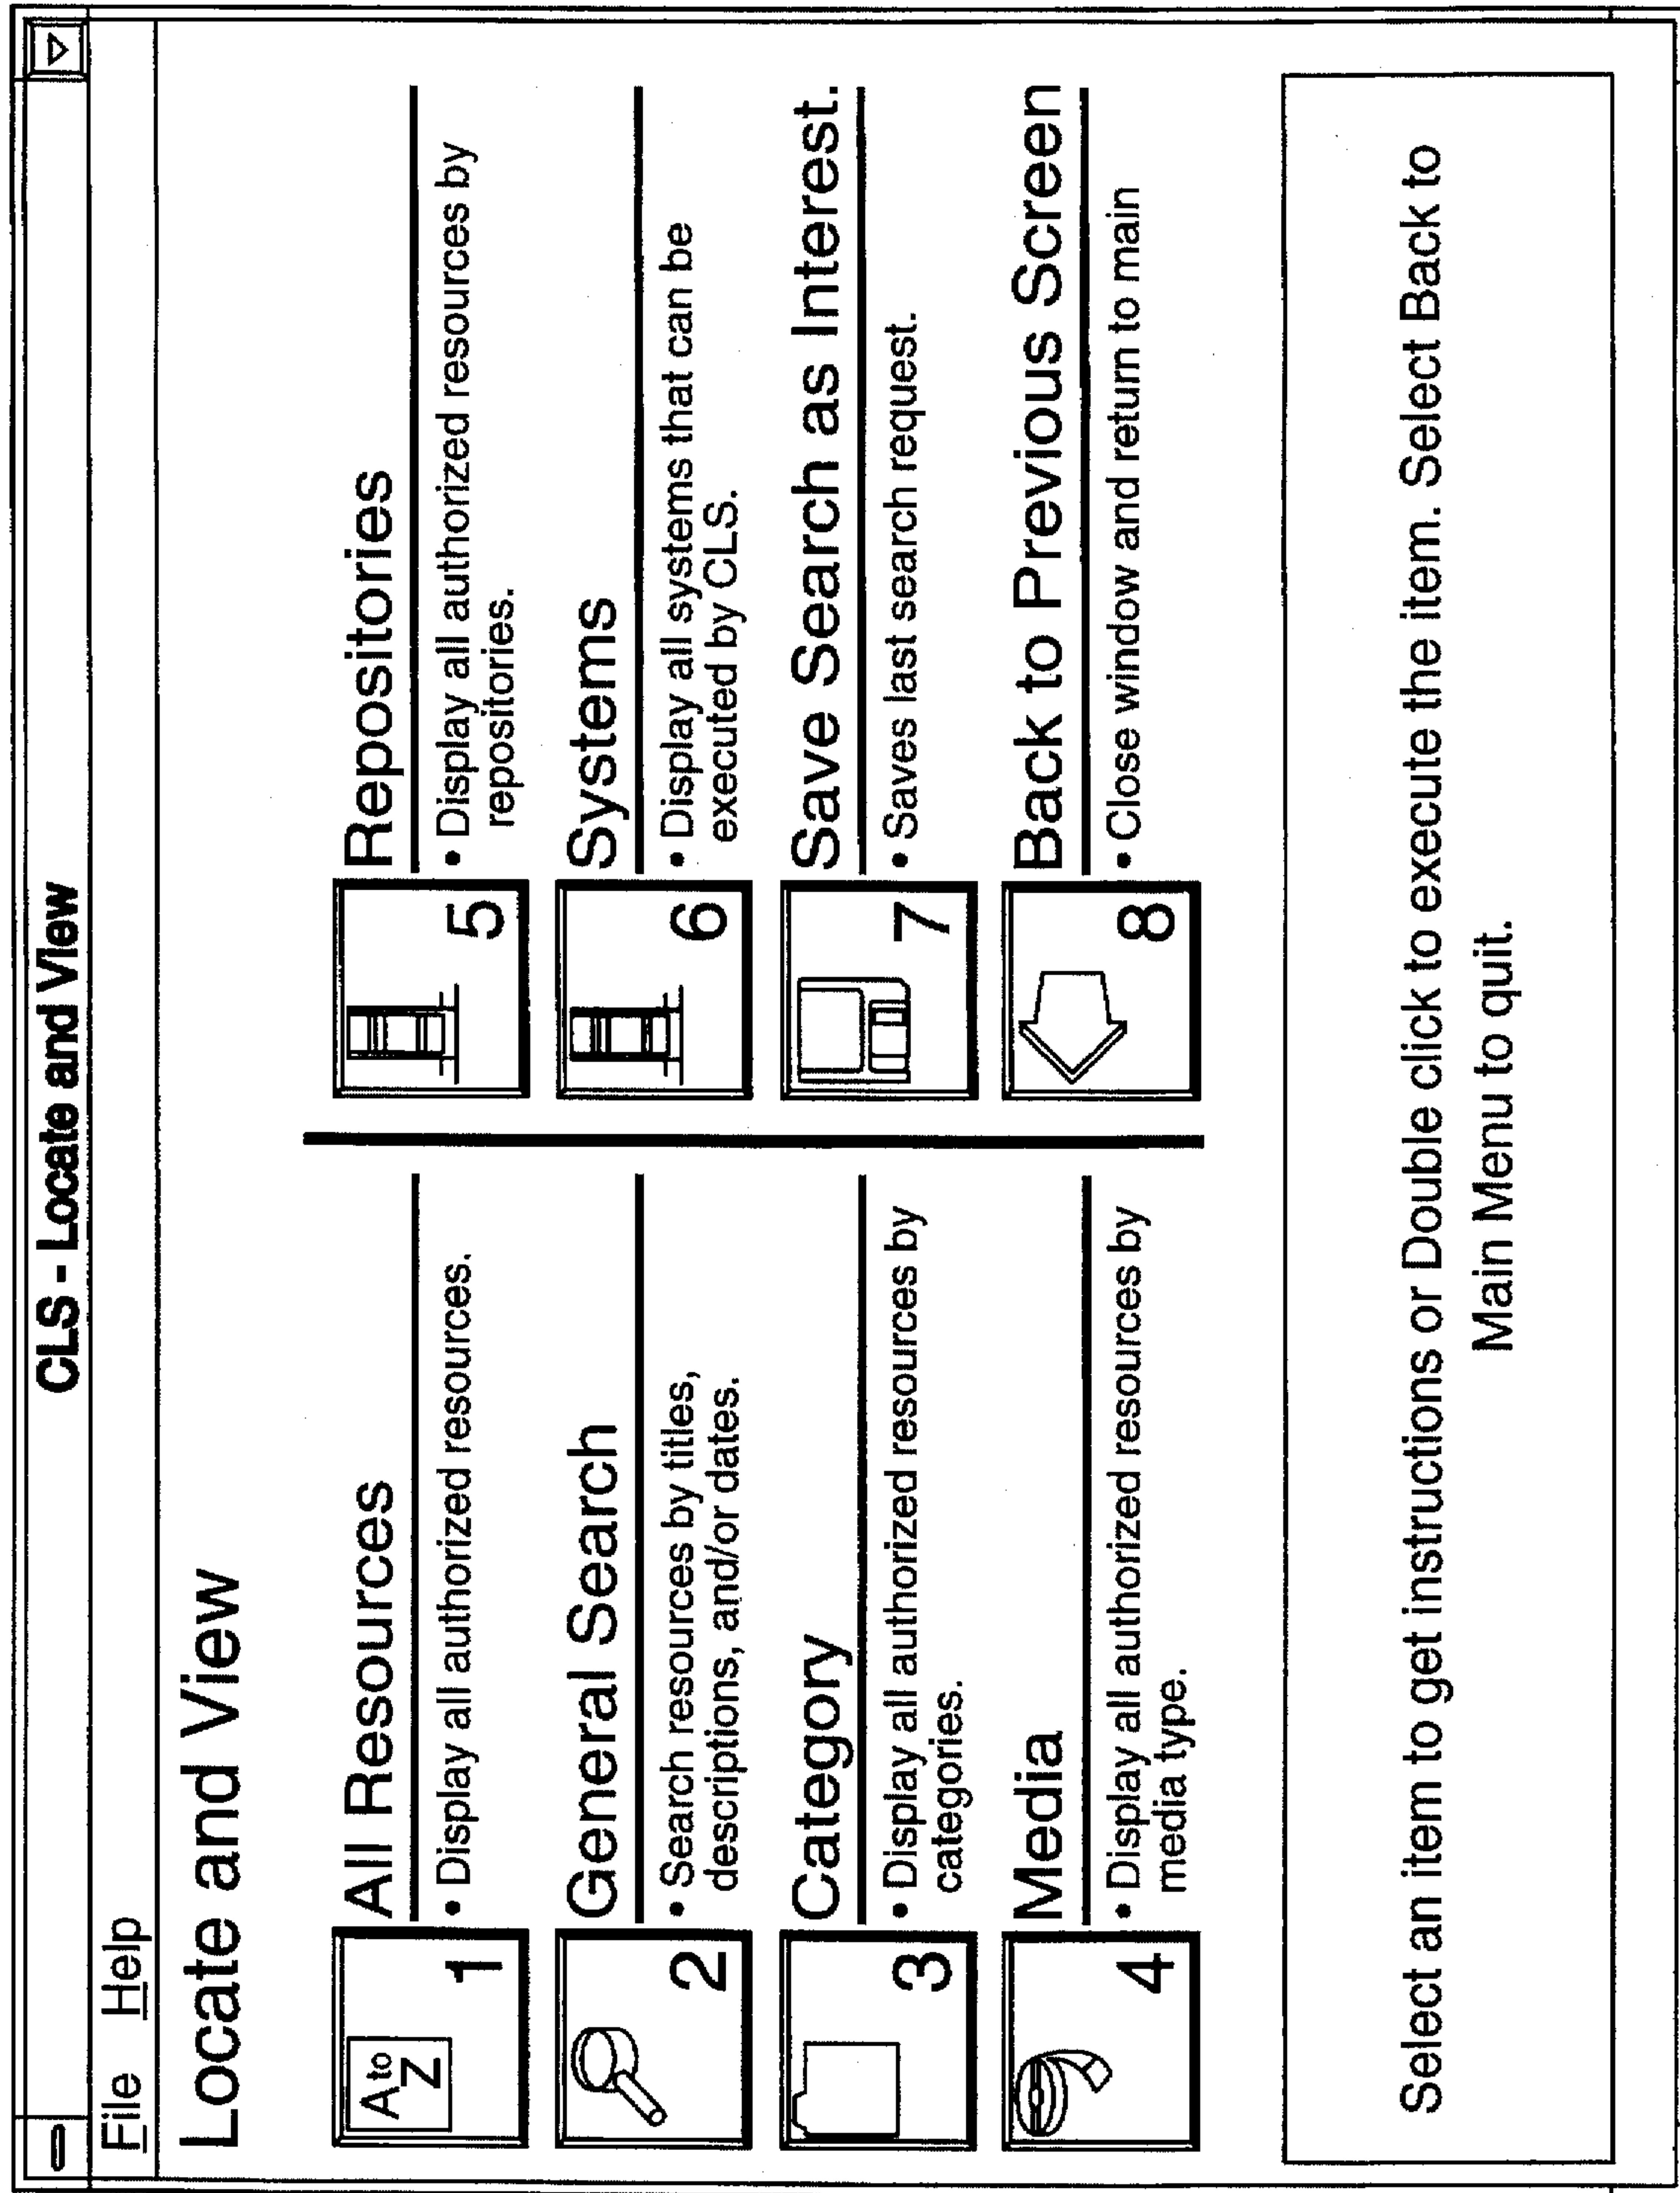 CLS - Locate and View
File Help
Locate and View
A to
Z
1
All Resources
• Display all authorized resources.
2
General Search
• Search resources by titles,
descriptions, and/or dates.
3
Category
• Display all authorized resources by
categories.
4
Media
• Display all authorized resources by
media type.
5
Repositories
• Display all authorized resources by
repositories.
6
Systems
• Display all systems that can be
executed by CLS.
7
Save Search as Interest.
• Saves last search request.
8
Back to Previous Screen
• Close window and return to main
Select an item to get instructions or Double click to execute the item. Select Back to
Main Menu to quit.